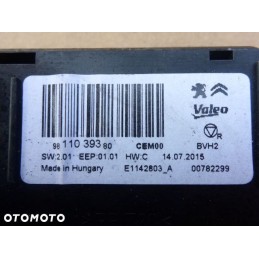 Valeo
98 110 393 80 CEM00 BVH2 R
SW:2.01 EEP:01.01 HW:C 14.07.2015
Made in Hungary E1142803_A 00782299
OTOMOTO